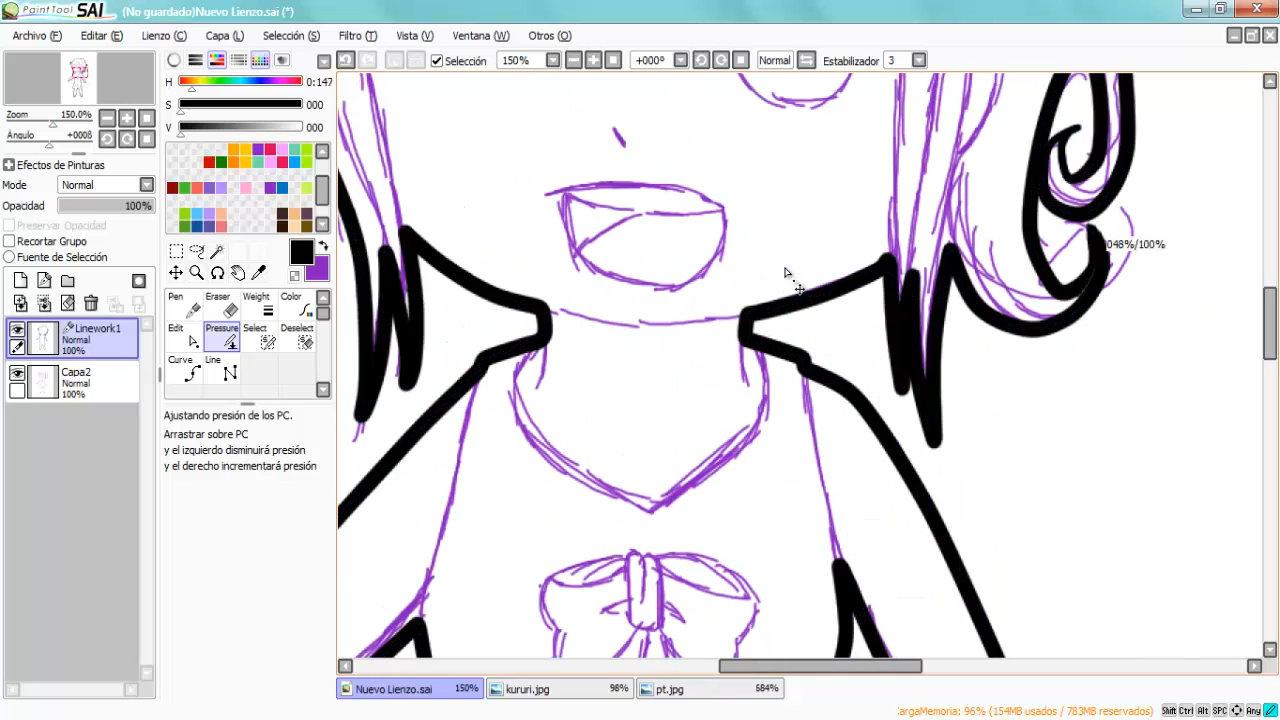 PaintTool SAI (No guardado)Nuevo Lienzo.sai (*)
Archivo (F) Editar (E) Lienzo (C) Capa (L) Selección (S) Filtro (T) Vista (V) Ventana (W) Otros (O)
Selección 150% +000º Normal Estabilizador 3
H 0:147
S 000
V 000
Zoom 150.0%
Ángulo +000ß
Efectos de Pinturas
Modo Normal
Opacidad 100%
Preservar Opacidad
Recortar Grupo
Fuente de Selección
Pen Eraser Weight Color
Edit Pressure Select Deselect
Curve Line
Linework1
Normal
100%
Capa2
Normal
100%
Ajustando presión de los PC.
Arrastrar sobre PC
y el izquierdo disminuirá presión
y el derecho incrementará presión
048%/100%
Nuevo Lienzo.sai 150% kururi.jpg 98% pt.jpg 584%
CargaMemoria: 96% (154MB usados / 783MB reservados) Shift Ctrl Alt SPC Any